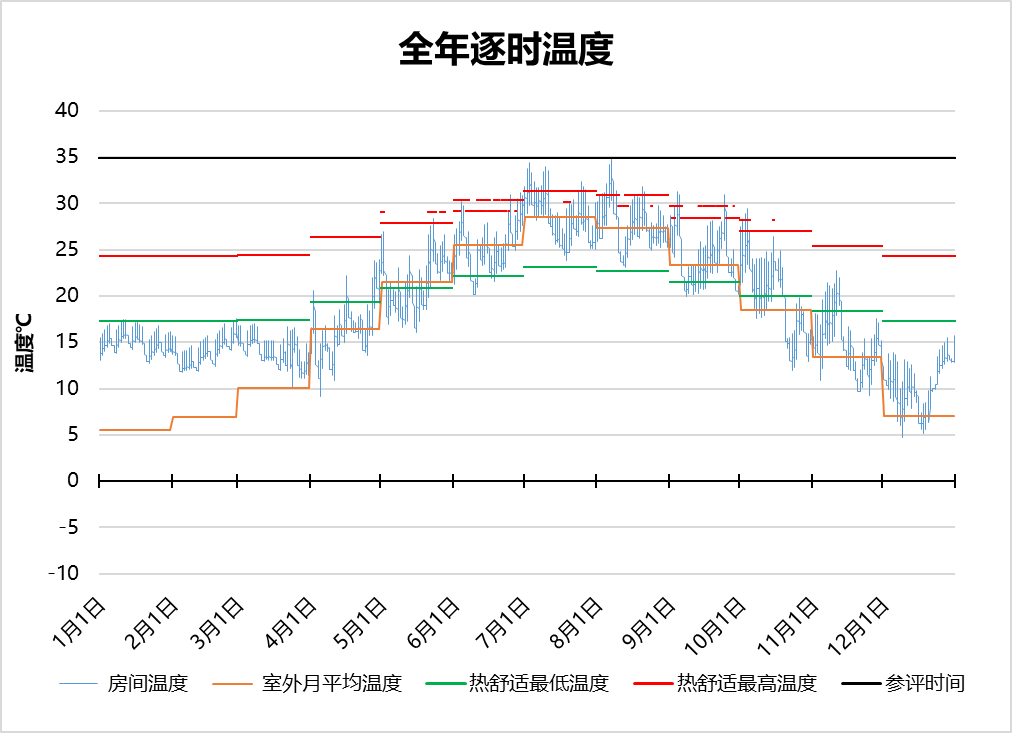 全年逐时温度
40
35
30
25
20
15
10
5
0
-5
-10
温度℃
1月1日
2月1日
3月1日
4月1日
5月1日
6月1日
7月1日
8月1日
9月1日
10月1日
11月1日
12月1日
房间温度 室外月平均温度 热舒适最低温度 热舒适最高温度 参评时间